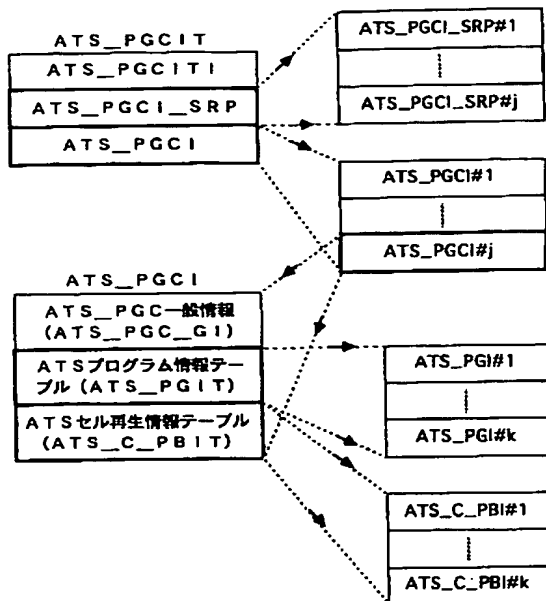 ATS_PGCIT
ATS_PGCITI
ATS_PGCI_SRP
ATS_PGCI
ATS_PGCI_SRP#1
ATS_PGCI_SRP#j
ATS_PGCI#1
ATS_PGCI#j
ATS_PGCI
ATS_PGC一般情報
(ATS_PGC_GI)
ATSプログラム情報テー
ブル(ATS_PGIT)
ATSセル再生情報テーブル
(ATS_C_PBIT)
ATS_PGI#1
ATS_PGI#k
ATS_C_PBI#1
ATS_C_PBI#k